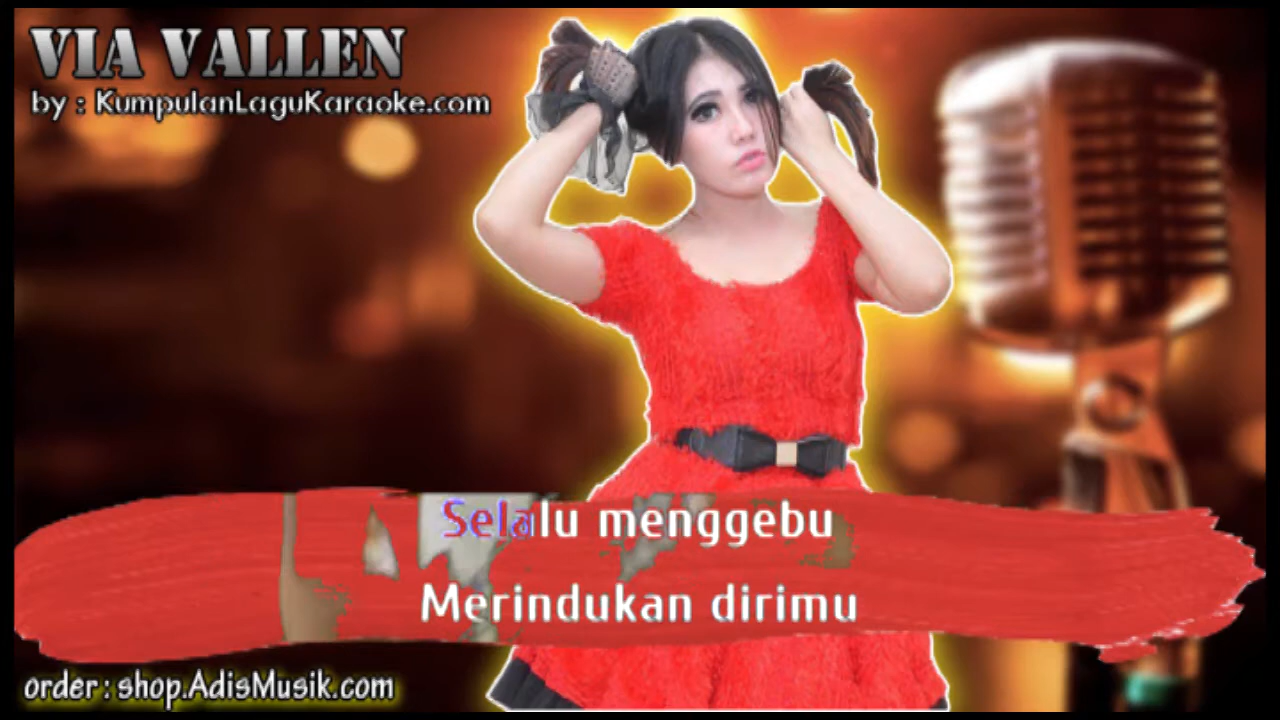 VIA VALLEN
by : KumpulanLaguKaraoke.com
Selalu menggebu
Merindukan dirimu
order : shop.AdisMusik.com